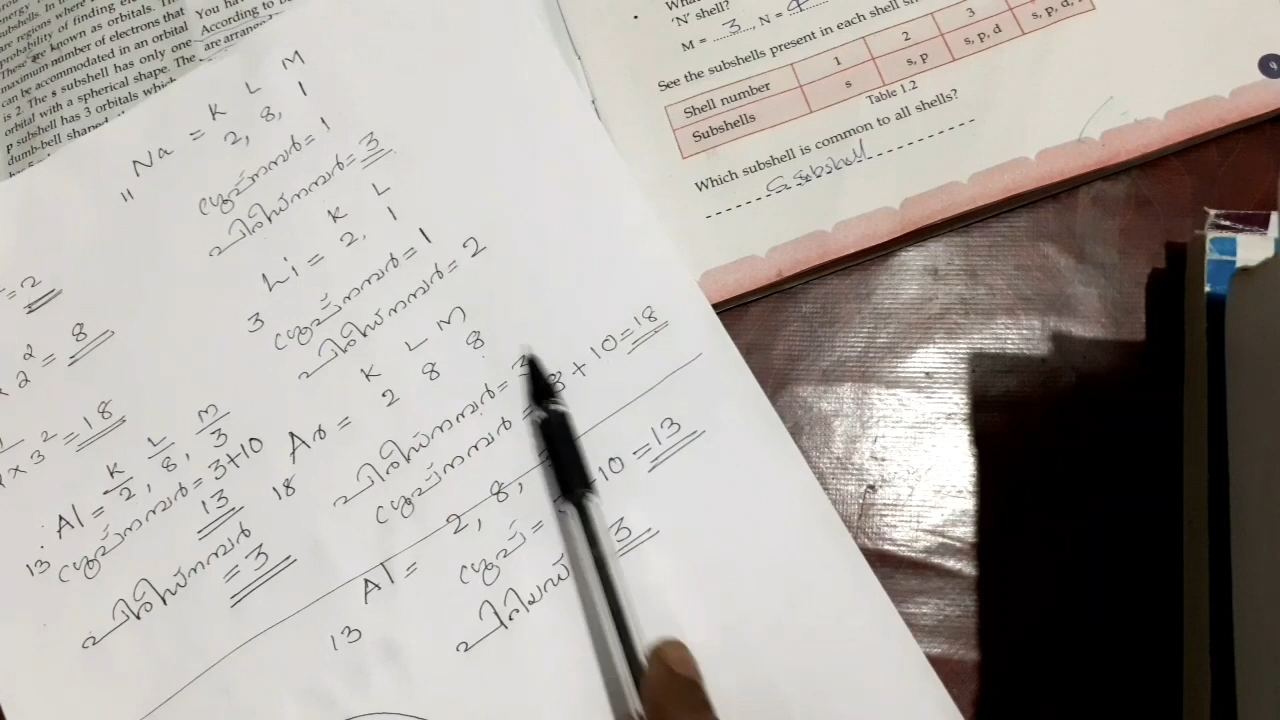 subshells. In
are regions where
probability of finding
These are known as orbitals. Th
maximum number of electrons that
can be accommodated in an orbital
is 2. The s subshell has only one
orbital with a spherical shape. The
p subshell has 3 orbitals which
dumb-bell shaped
You ha
According to
are arrange
'N' shell?
M = 3, N =
See the subshells present in each shell
Shell number 1 2 3
Subsells s s, p s, p, d s, p, d,
Table 1.2
Which subshell is common to all shells?
S subshell
9
K L M
11 Na = 2, 8, 1
ഗ്രൂപ്പ് നമ്പർ = 1
പിരീഡ് നമ്പർ = 3
K L
3 Li = 2, 1
ഗ്രൂപ്പ് നമ്പർ = 1
പിരീഡ് നമ്പർ = 2
K L M
18 Ar = 2 8 8
പിരീഡ് നമ്പർ = 3
ഗ്രൂപ്പ് നമ്പർ = 8 + 10 = 18
= 2
2² = 8
× 3² = 18
K L M
13 Al = 2, 8, 3
ഗ്രൂപ്പ് നമ്പർ = 3+10
13
പിരീഡ് നമ്പർ
= 3
13 Al = 2, 8,
ഗ്രൂപ്പ് = 10 = 13
പിരീഡ് 3